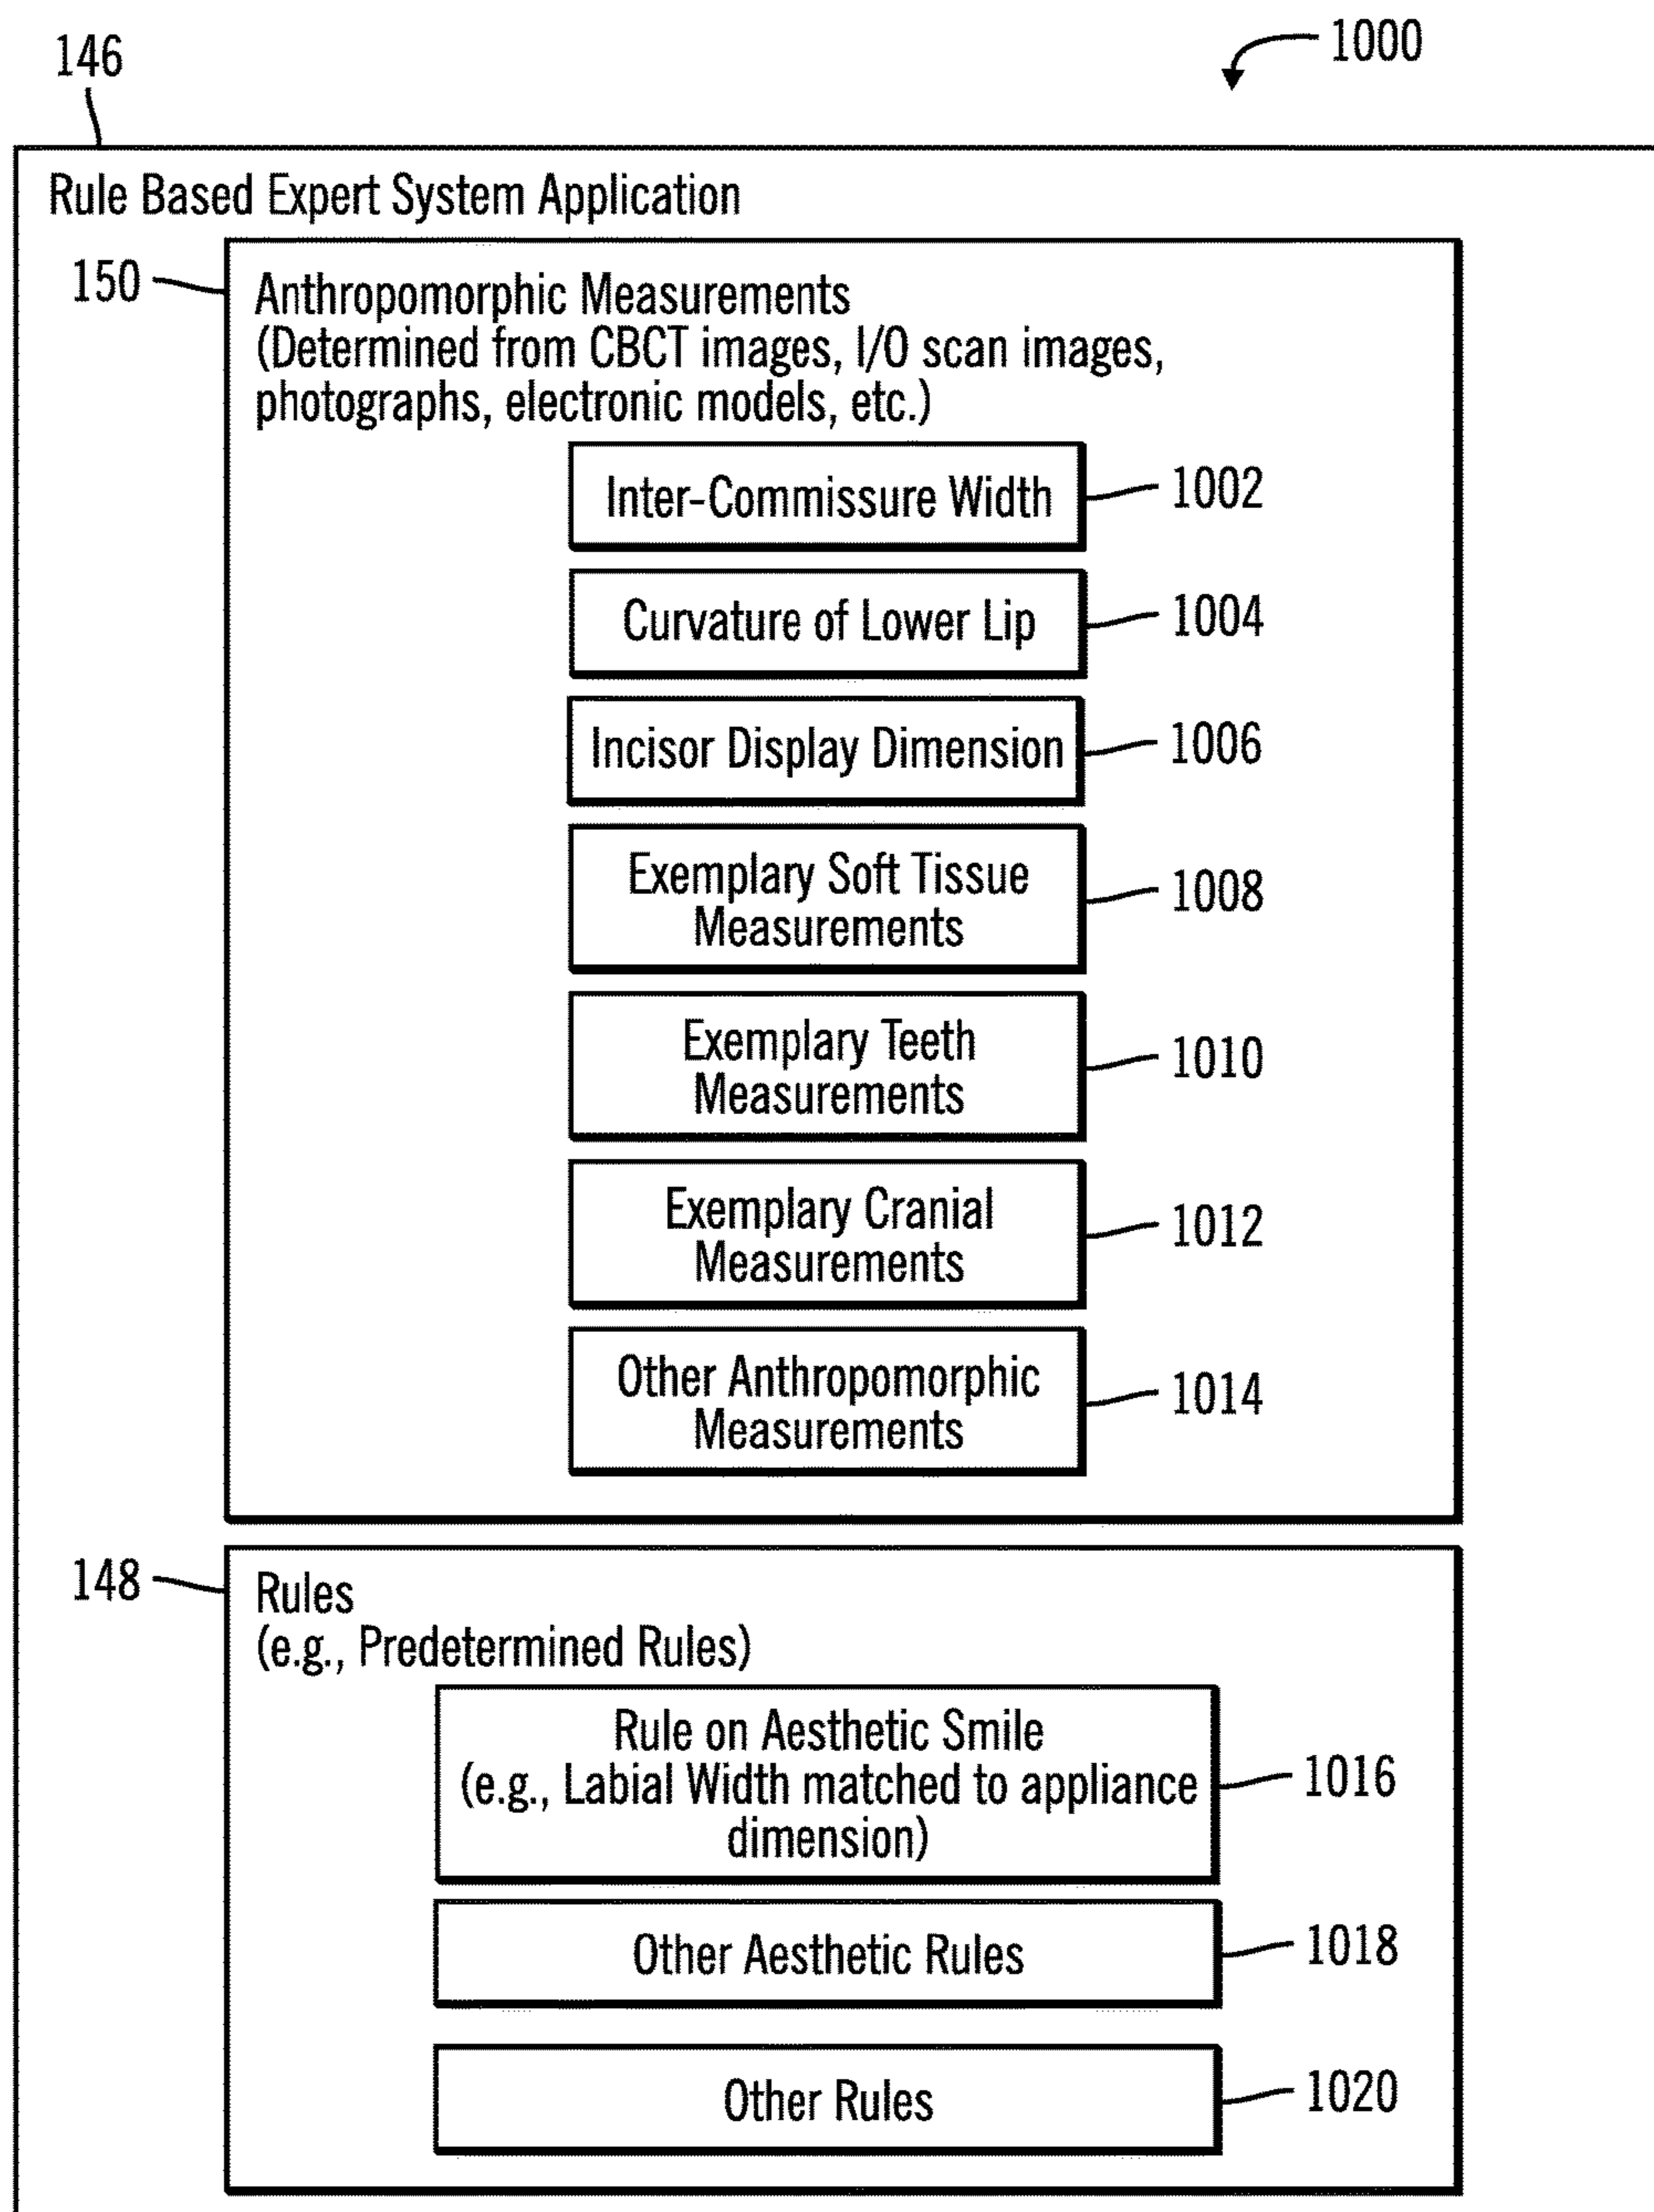 1000
146
Rule Based Expert System Application
150
Anthropomorphic Measurements
(Determined from CBCT images, I/O scan images,
photographs, electronic models, etc.)
Inter-Commissure Width
1002
Curvature of Lower Lip
1004
Incisor Display Dimension
1006
Exemplary Soft Tissue
Measurements
1008
Exemplary Teeth
Measurements
1010
Exemplary Cranial
Measurements
1012
Other Anthropomorphic
Measurements
1014
148
Rules
(e.g., Predetermined Rules)
Rule on Aesthetic Smile
(e.g., Labial Width matched to appliance
dimension)
1016
Other Aesthetic Rules
1018
Other Rules
1020